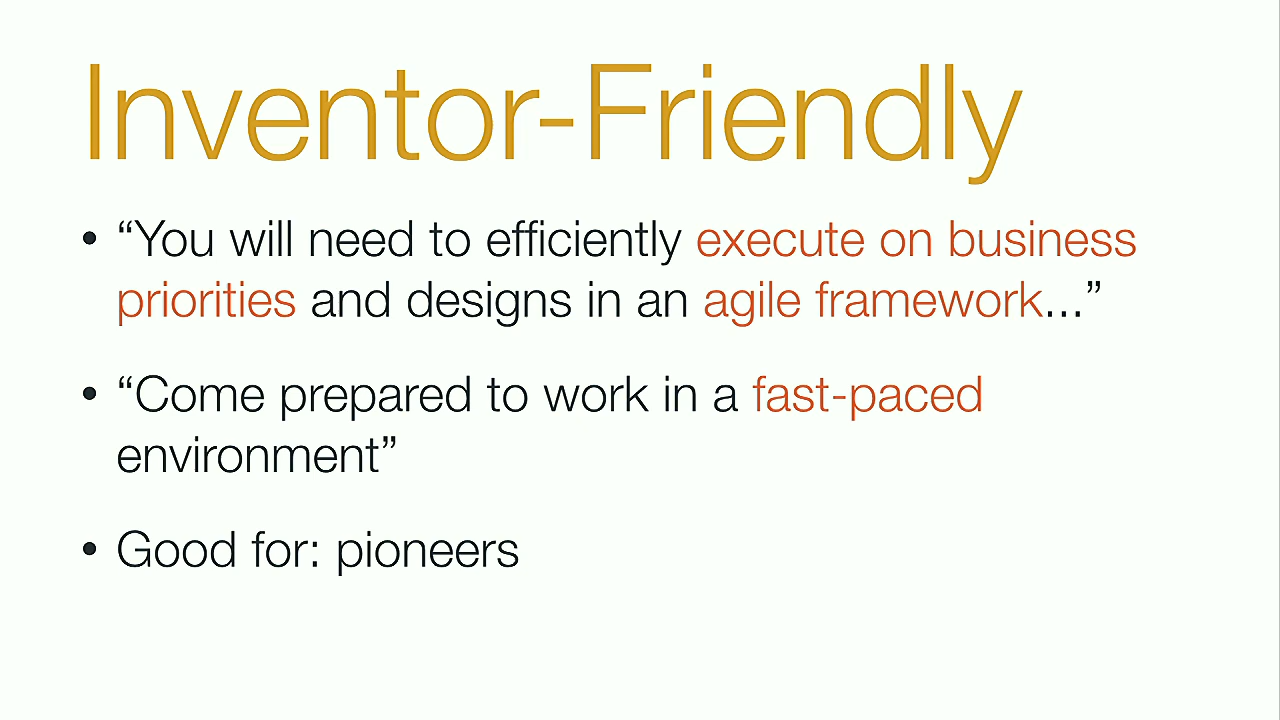 Inventor-Friendly
• “You will need to efficiently execute on business
priorities and designs in an agile framework...”
• “Come prepared to work in a fast-paced
environment”
• Good for: pioneers